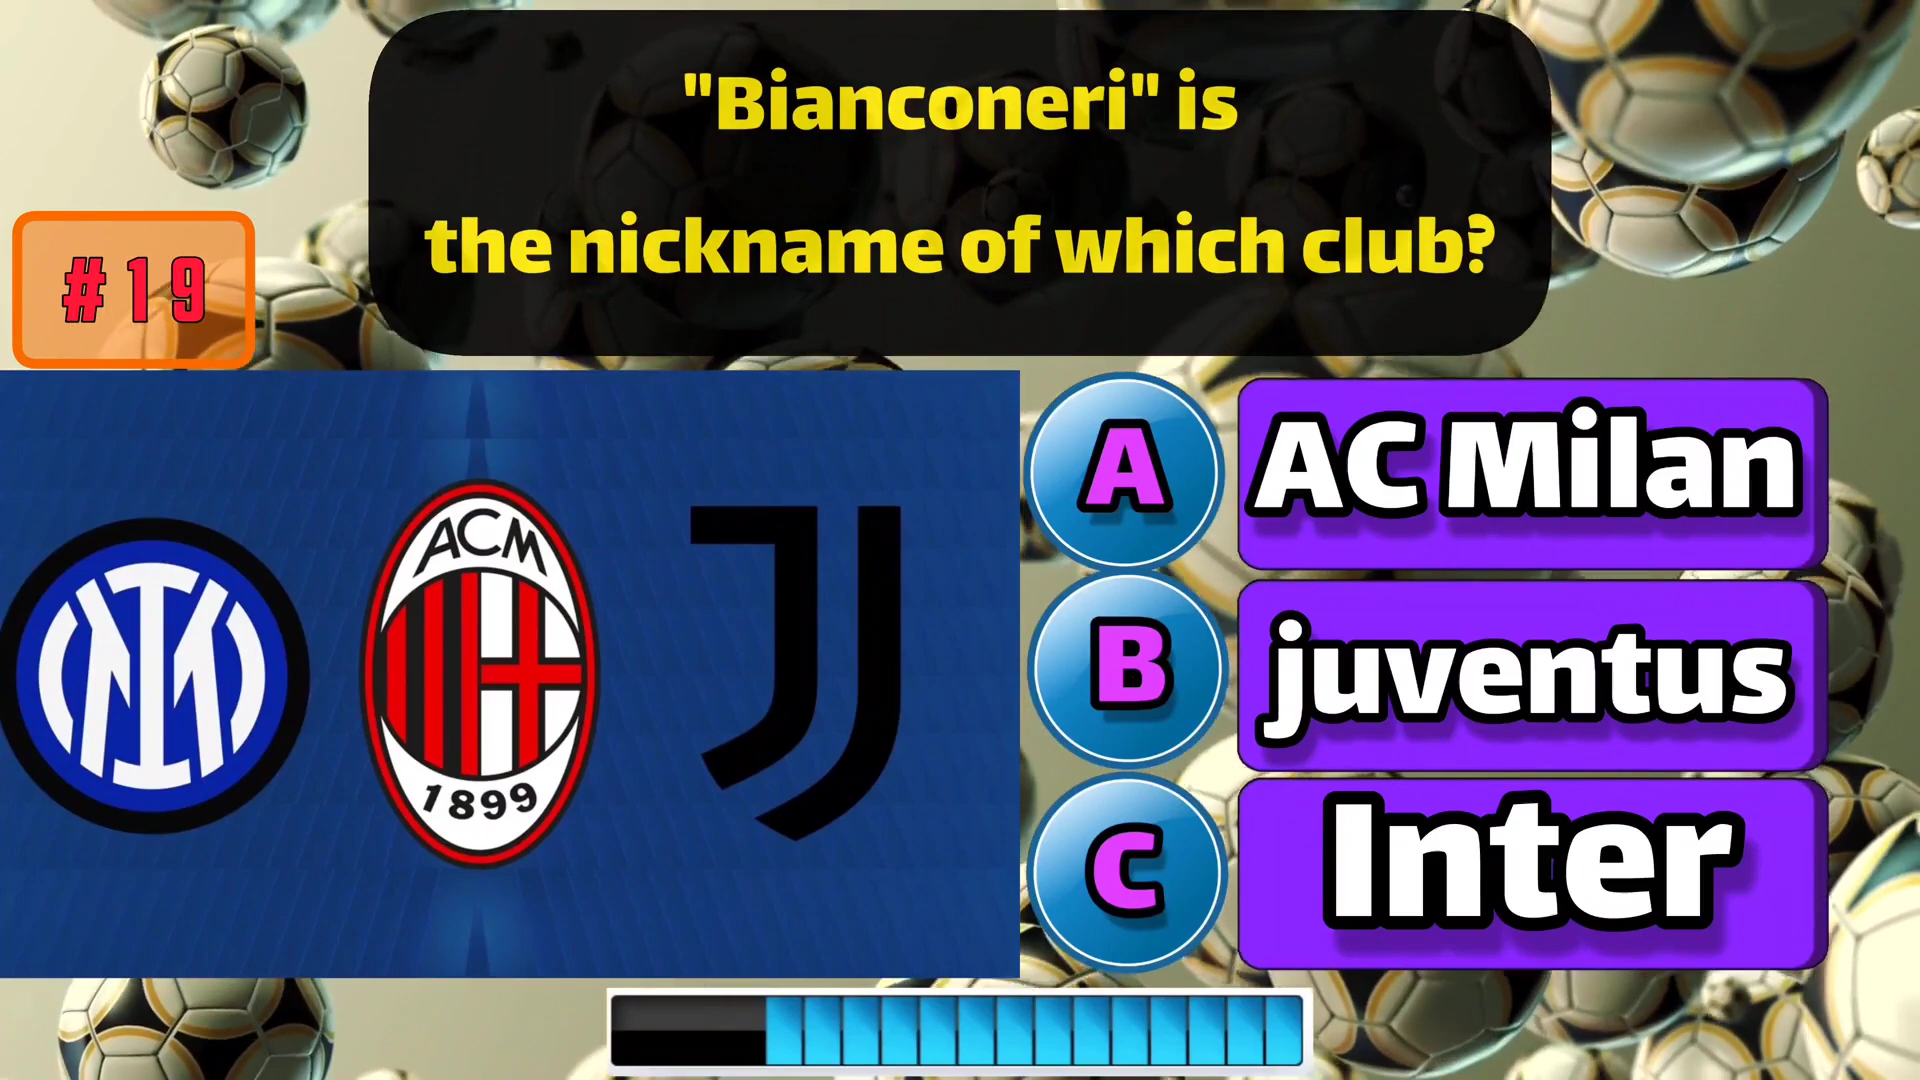 "Bianconeri" is
the nickname of which club?
#19
ACM
1899
A
AC Milan
B
juventus
C
Inter